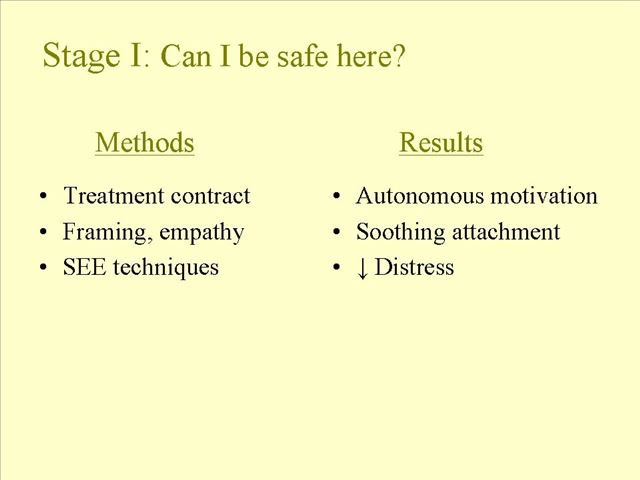 Stage I: Can I be safe here?
Methods
• Treatment contract
• Framing, empathy
• SEE techniques
Results
• Autonomous motivation
• Soothing attachment
• ↓ Distress